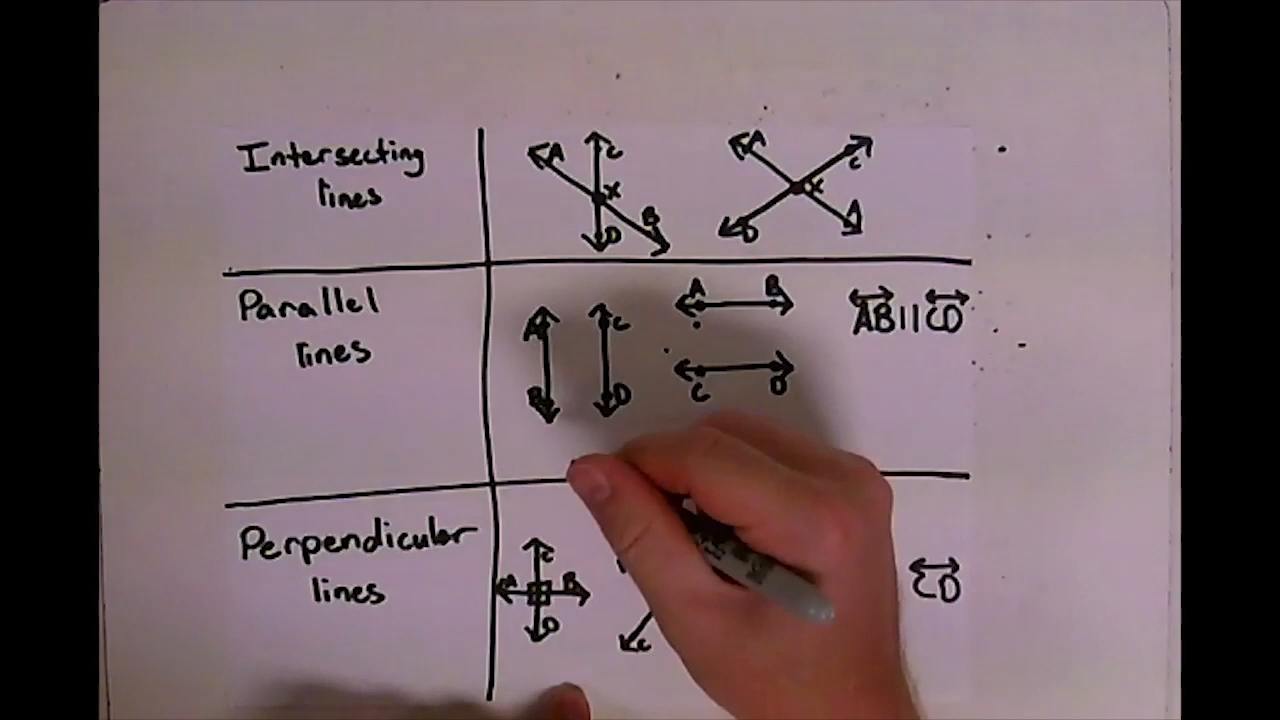 Intersecting
lines
A C X B D
A C X D A
Parallel
lines
A C B D
A B C D
AB||CD
Perpendicular
lines
C A B D
C
CD